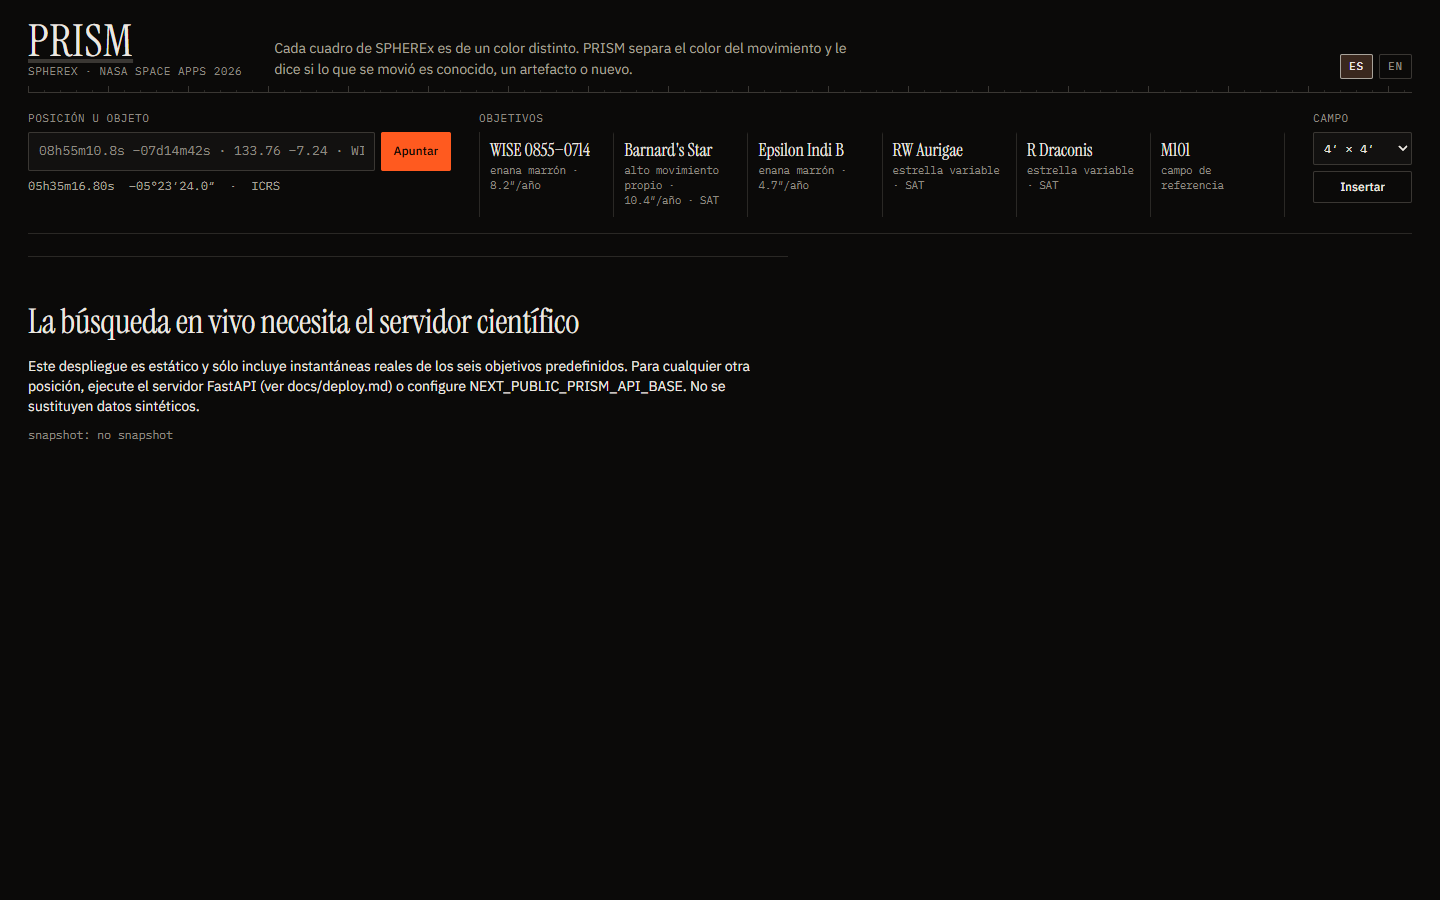 PRISM
SPHEREX · NASA SPACE APPS 2026
Cada cuadro de SPHEREx es de un color distinto. PRISM separa el color del movimiento y le
dice si lo que se movió es conocido, un artefacto o nuevo.
ES
EN
POSICIÓN U OBJETO
08h55m10.8s −07d14m42s · 133.76 −7.24 · WI
Apuntar
05h35m16.80s −05°23′24.0″ · ICRS
OBJETIVOS
WISE 0855−0714
enana marrón ·
8.2″/año
Barnard's Star
alto movimiento
propio ·
10.4″/año · SAT
Epsilon Indi B
enana marrón ·
4.7″/año
RW Aurigae
estrella variable
· SAT
R Draconis
estrella variable
· SAT
M101
campo de
referencia
CAMPO
4′ × 4′
Insertar
La búsqueda en vivo necesita el servidor científico
Este despliegue es estático y sólo incluye instantáneas reales de los seis objetivos predefinidos. Para cualquier otra
posición, ejecute el servidor FastAPI (ver docs/deploy.md) o configure NEXT_PUBLIC_PRISM_API_BASE. No se
sustituyen datos sintéticos.
snapshot: no snapshot